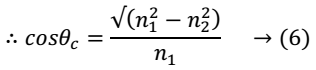 ∴ cosθ_c = √(n_1^2 − n_2^2) / n_1 → (6)